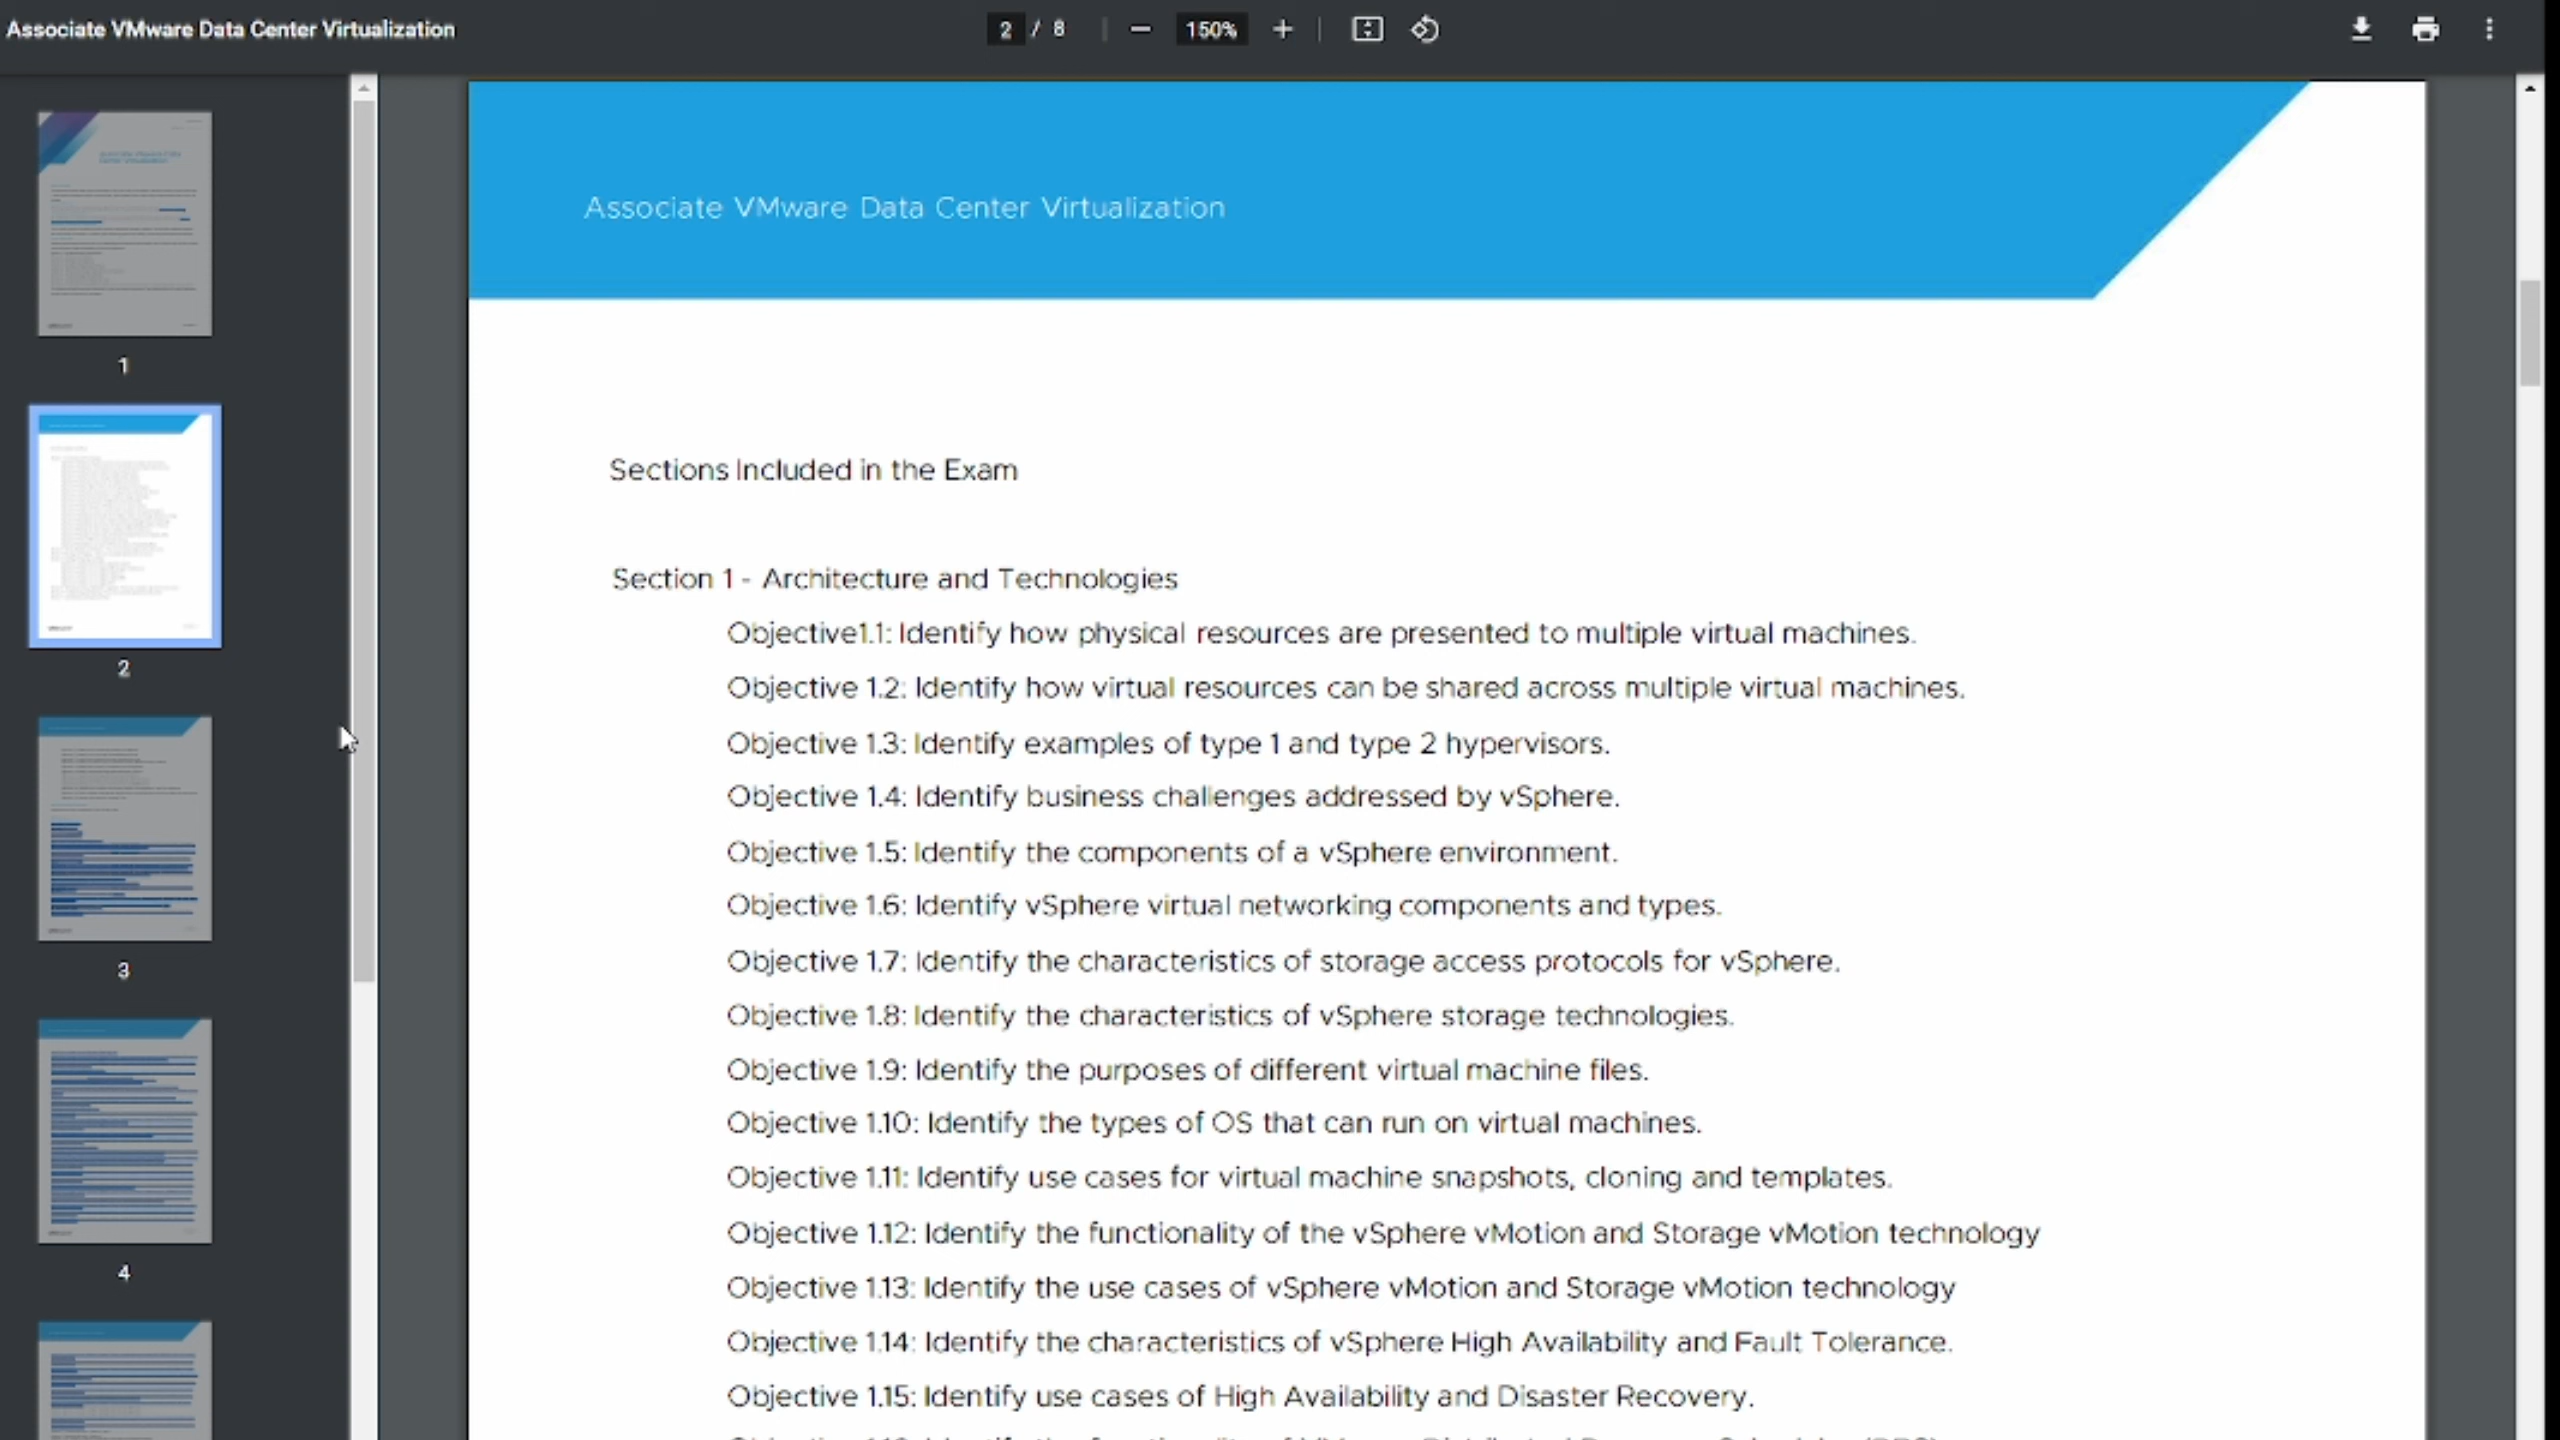 Associate VMware Data Center Virtualization
2 / 8
150%
1
2
3
4
Associate VMware Data Center Virtualization
Sections Included in the Exam
Section 1 - Architecture and Technologies
Objective1.1: Identify how physical resources are presented to multiple virtual machines.
Objective 1.2: Identify how virtual resources can be shared across multiple virtual machines.
Objective 1.3: Identify examples of type 1 and type 2 hypervisors.
Objective 1.4: Identify business challenges addressed by vSphere.
Objective 1.5: Identify the components of a vSphere environment.
Objective 1.6: Identify vSphere virtual networking components and types.
Objective 1.7: Identify the characteristics of storage access protocols for vSphere.
Objective 1.8: Identify the characteristics of vSphere storage technologies.
Objective 1.9: Identify the purposes of different virtual machine files.
Objective 1.10: Identify the types of OS that can run on virtual machines.
Objective 1.11: Identify use cases for virtual machine snapshots, cloning and templates.
Objective 1.12: Identify the functionality of the vSphere vMotion and Storage vMotion technology
Objective 1.13: Identify the use cases of vSphere vMotion and Storage vMotion technology
Objective 1.14: Identify the characteristics of vSphere High Availability and Fault Tolerance.
Objective 1.15: Identify use cases of High Availability and Disaster Recovery.